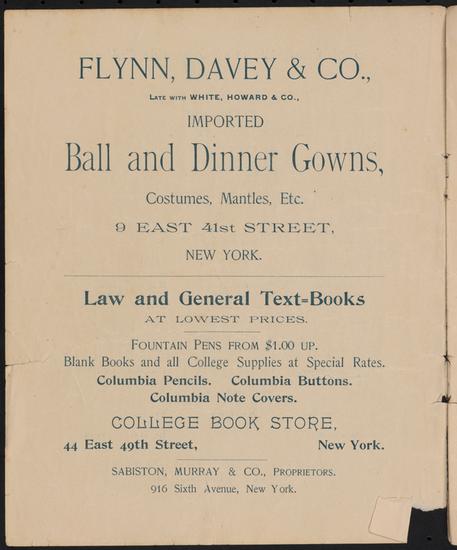 FLYNN, DAVEY & CO.,
LATE WITH WHITE, HOWARD & CO.,
IMPORTED
Ball and Dinner Gowns,
Costumes, Mantles, Etc.
9 EAST 41st STREET,
NEW YORK.
Law and General Text=Books
AT LOWEST PRICES.
FOUNTAIN PENS FROM $1.00 UP.
Blank Books and all College Supplies at Special Rates.
Columbia Pencils. Columbia Buttons.
Columbia Note Covers.
COLLEGE BOOK STORE,
44 East 49th Street, New York.
SABISTON, MURRAY & CO., PROPRIETORS.
916 Sixth Avenue, New York.